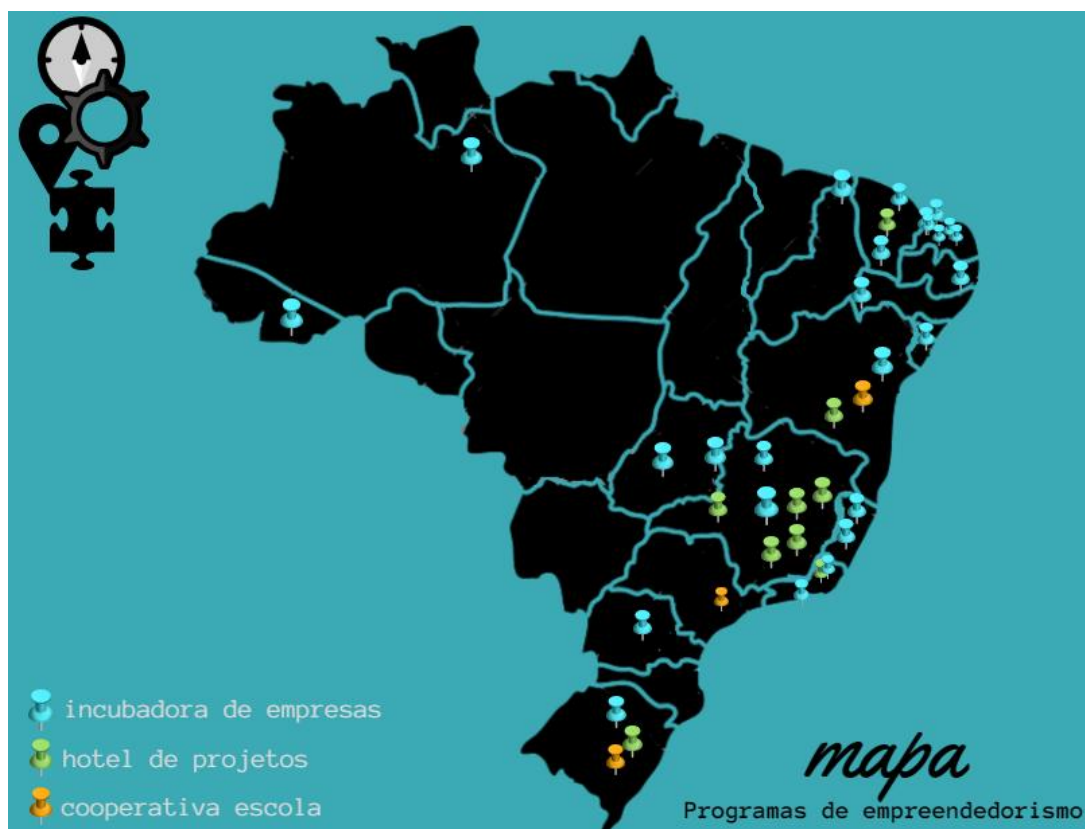 incubadora de empresas
hotel de projetos
cooperativa escola
mapa
Programas de empreendedorismo